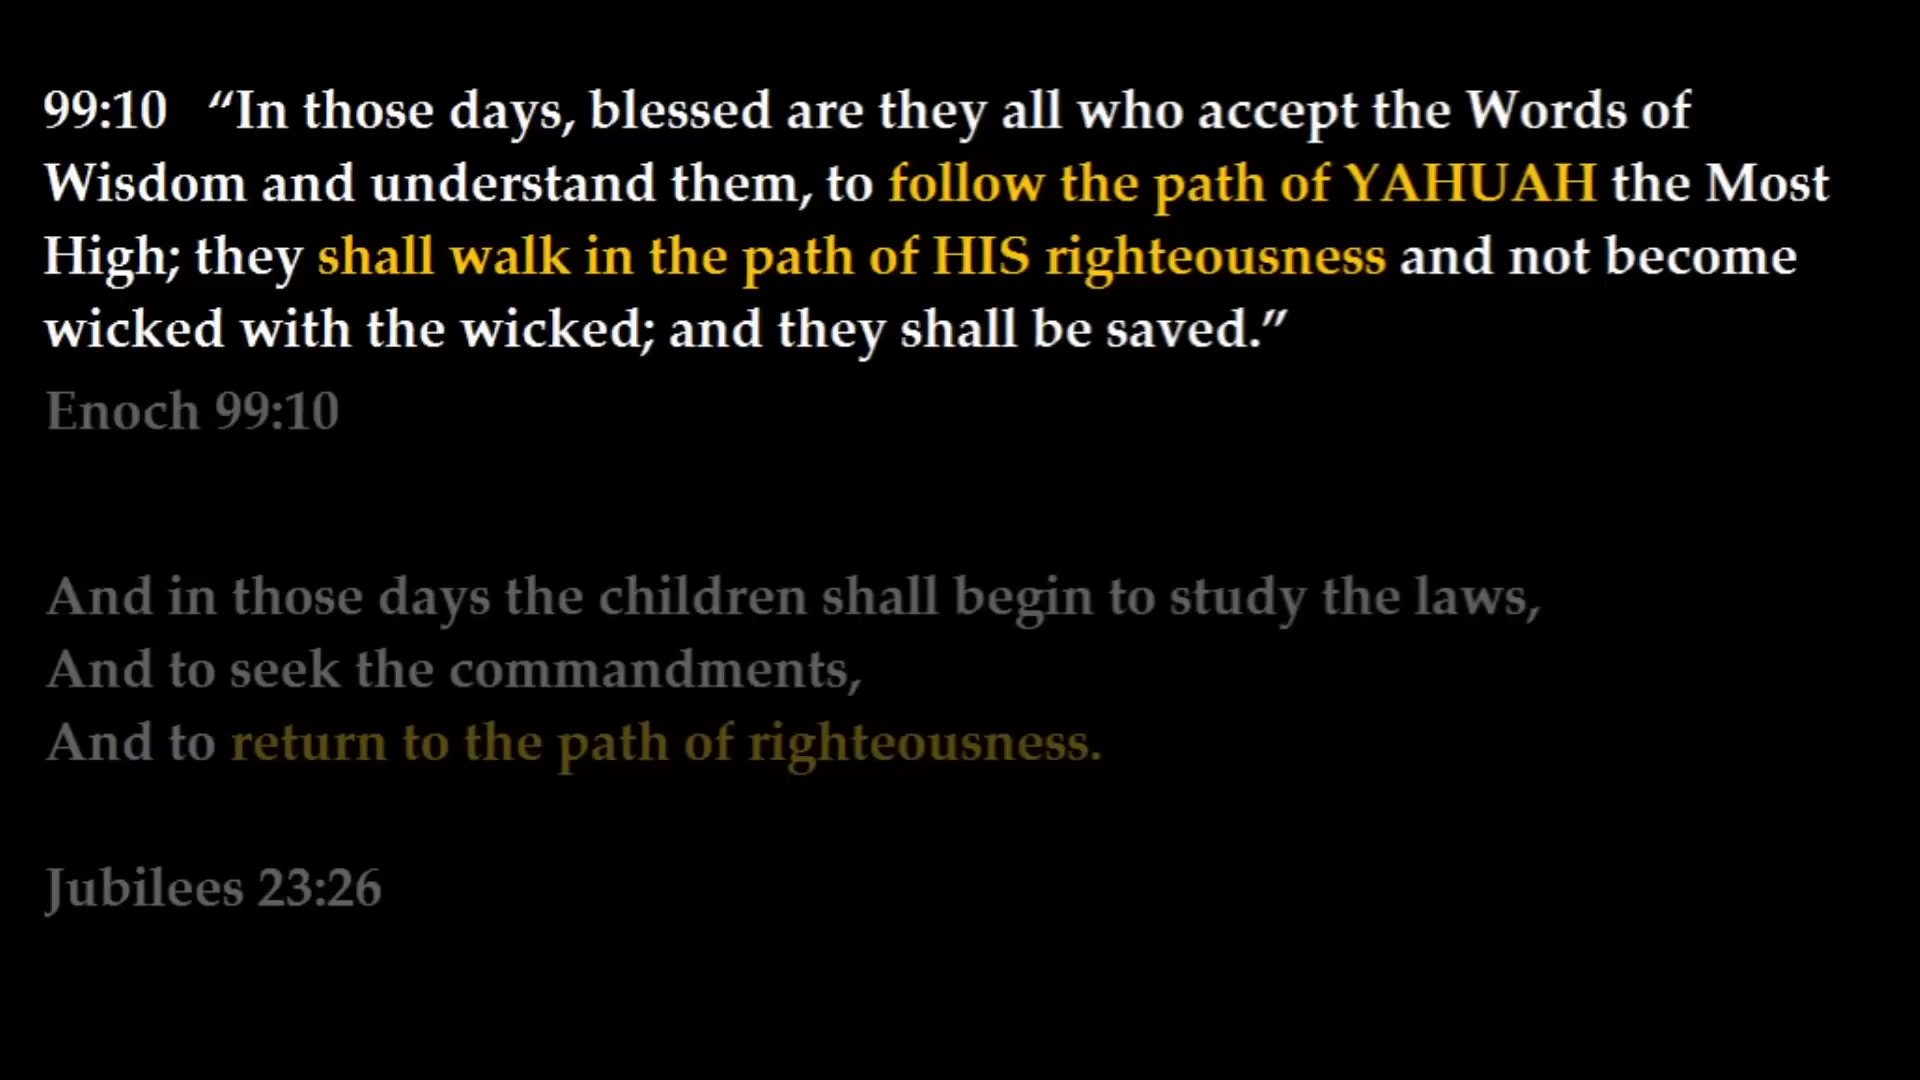 99:10 “In those days, blessed are they all who accept the Words of
Wisdom and understand them, to follow the path of YAHUAH the Most
High; they shall walk in the path of HIS righteousness and not become
wicked with the wicked; and they shall be saved.”
Enoch 99:10
And in those days the children shall begin to study the laws,
And to seek the commandments,
And to return to the path of righteousness.
Jubilees 23:26